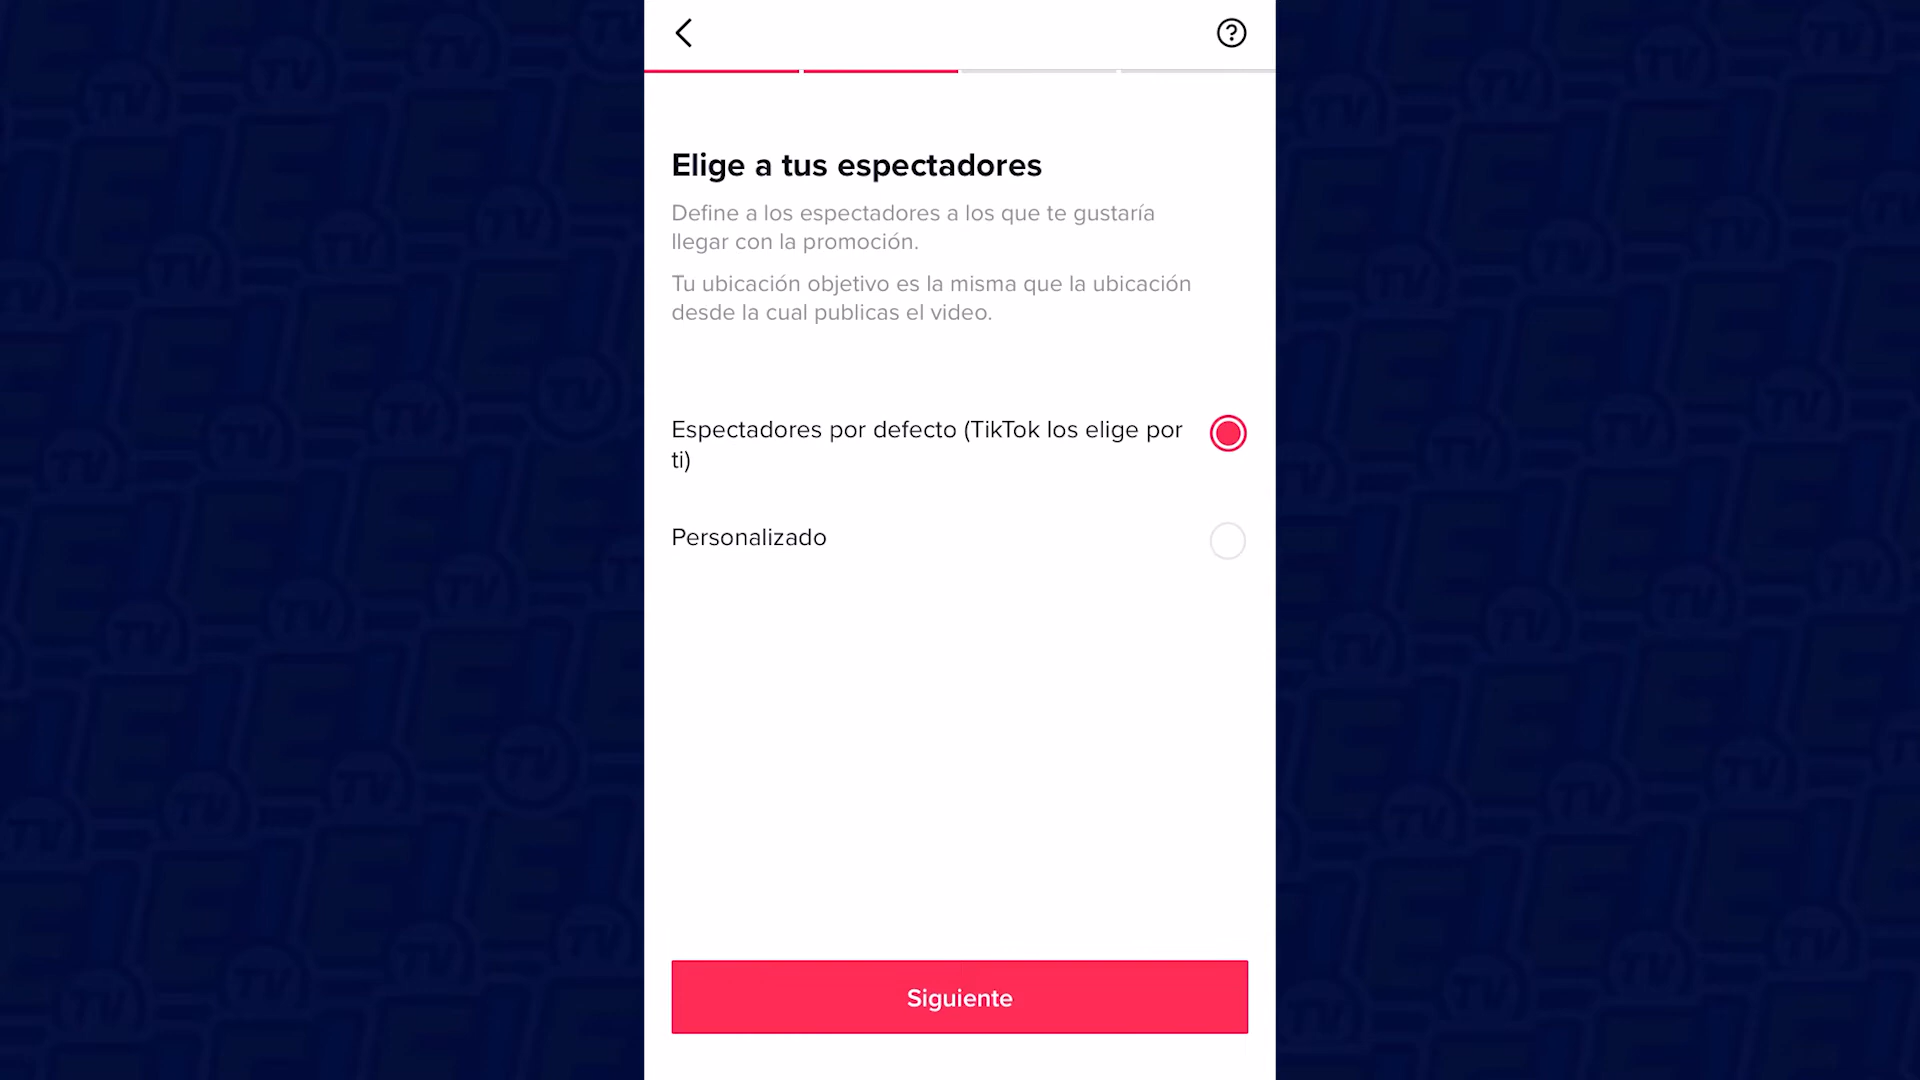 Elige a tus espectadores
Define a los espectadores a los que te gustaría
llegar con la promoción.
Tu ubicación objetivo es la misma que la ubicación
desde la cual publicas el video.
Espectadores por defecto (TikTok los elige por
ti)
Personalizado
Siguiente